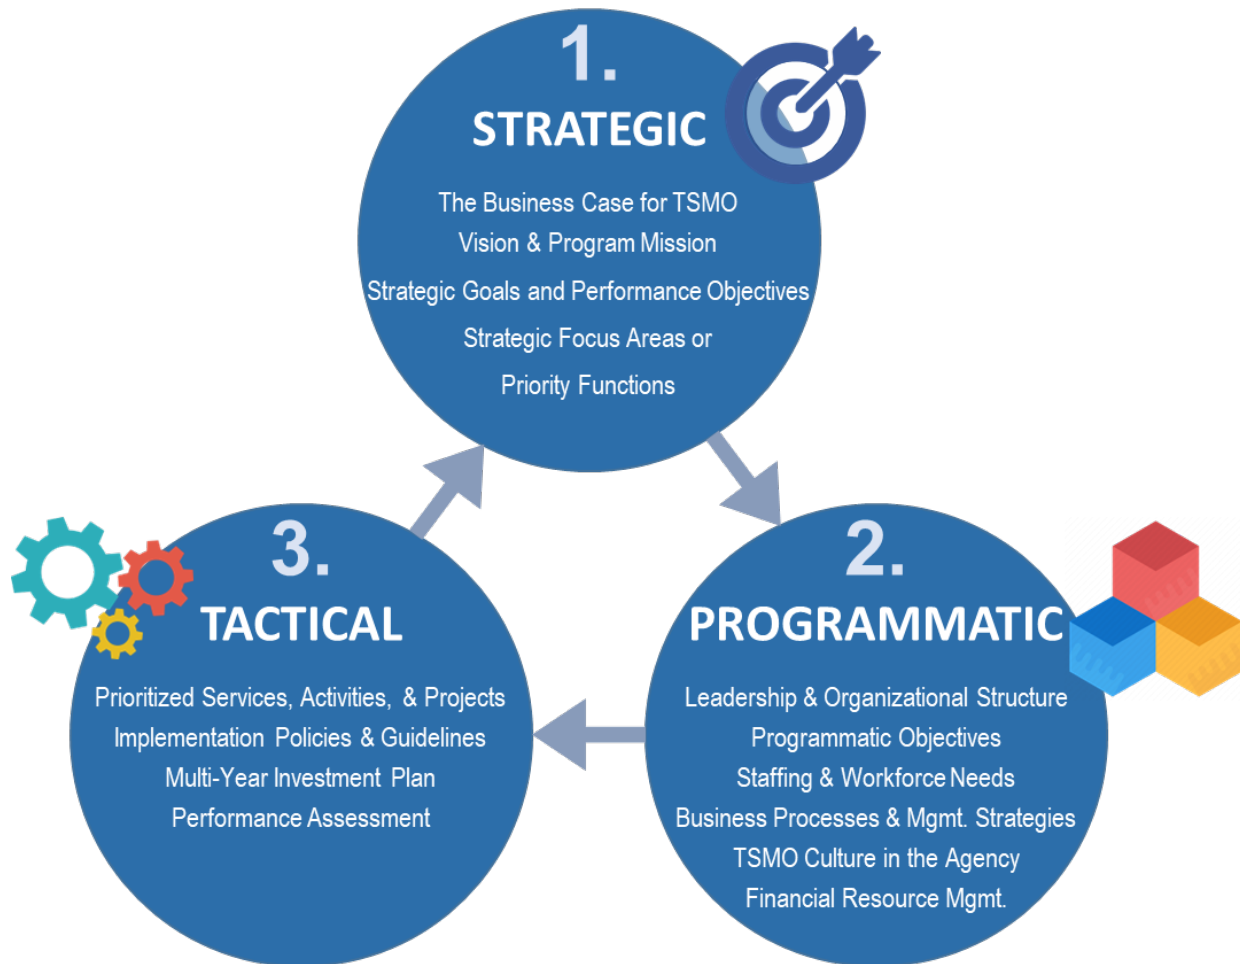 1.
STRATEGIC
The Business Case for TSMO
Vision & Program Mission
Strategic Goals and Performance Objectives
Strategic Focus Areas or
Priority Functions
2.
PROGRAMMATIC
Leadership & Organizational Structure
Programmatic Objectives
Staffing & Workforce Needs
Business Processes & Mgmt. Strategies
TSMO Culture in the Agency
Financial Resource Mgmt.
3.
TACTICAL
Prioritized Services, Activities, & Projects
Implementation Policies & Guidelines
Multi-Year Investment Plan
Performance Assessment